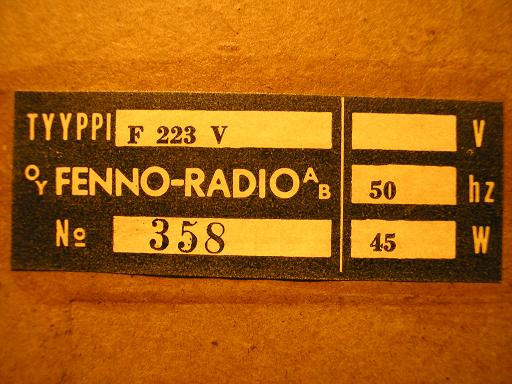 TYYPPI F 223 V V
OY FENNO-RADIO AB 50 hz
No 358 45 W